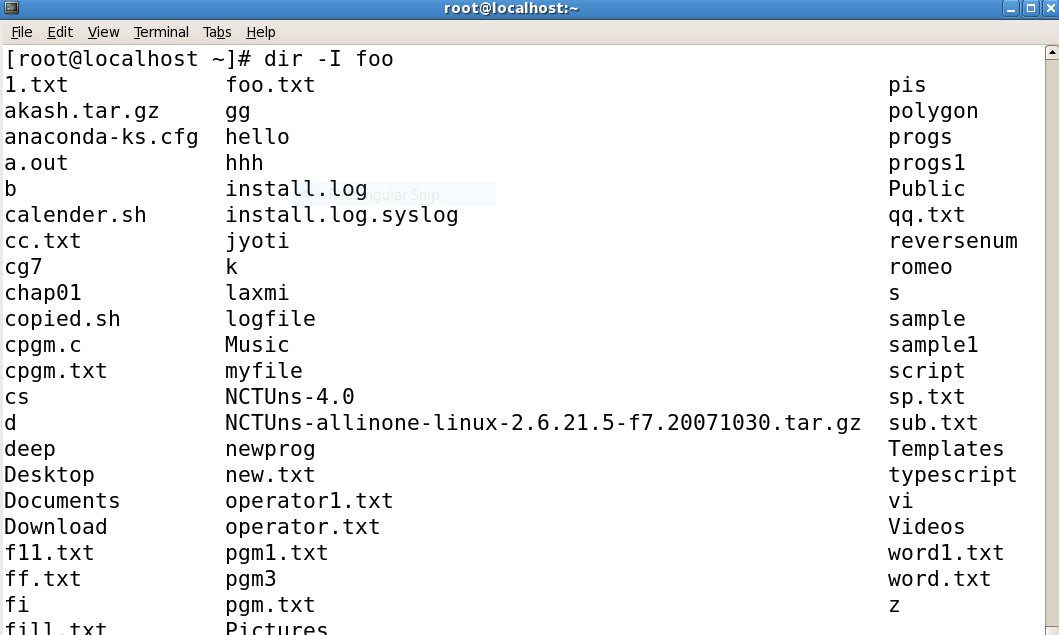 root@localhost:~
File Edit View Terminal Tabs Help
[root@localhost ~]# dir -I foo
1.txt foo.txt pis
akash.tar.gz gg polygon
anaconda-ks.cfg hello progs
a.out hhh progs1
b install.log Public
calender.sh install.log.syslog qq.txt
cc.txt jyoti reversenum
cg7 k romeo
chap01 laxmi s
copied.sh logfile sample
cpgm.c Music sample1
cpgm.txt myfile script
cs NCTUns-4.0 sp.txt
d NCTUns-allinone-linux-2.6.21.5-f7.20071030.tar.gz sub.txt
deep newprog Templates
Desktop new.txt typescript
Documents operator1.txt vi
Download operator.txt Videos
f11.txt pgm1.txt word1.txt
ff.txt pgm3 word.txt
fi pgm.txt z
fill.txt Pictures